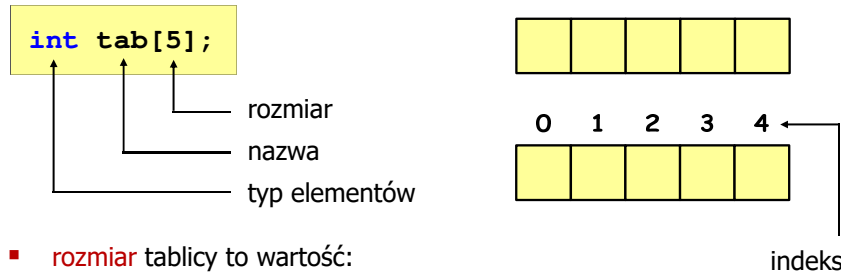 int tab[5];
rozmiar
nazwa
typ elementów
0 1 2 3 4
indeks
▪ rozmiar tablicy to wartość: